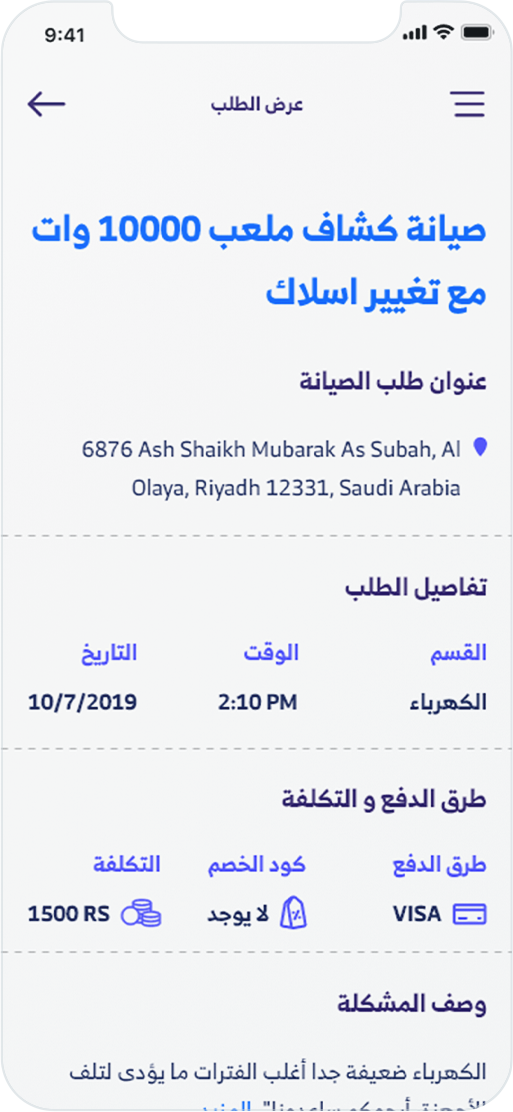 9:41
عرض الطلب
صيانة كشاف ملعب 10000 وات
مع تغيير اسلاك
عنوان طلب الصيانة
6876 Ash Shaikh Mubarak As Subah, Al
Olaya, Riyadh 12331, Saudi Arabia
تفاصيل الطلب
القسم الوقت التاريخ
الكهرباء 2:10 PM 10/7/2019
طرق الدفع و التكلفة
طرق الدفع كود الخصم التكلفة
VISA لا يوجد 1500 RS
وصف المشكلة
الكهرباء ضعيفة جدا أغلب الفترات ما يؤدى لتلف
الأجهزة أرجوكم ساعدونا" المزيد